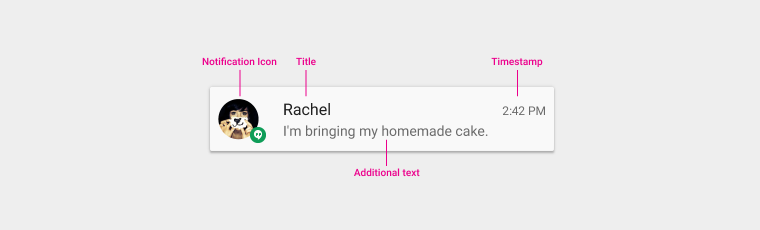 Notification Icon
Title
Timestamp
Rachel
2:42 PM
I'm bringing my homemade cake.
Additional text